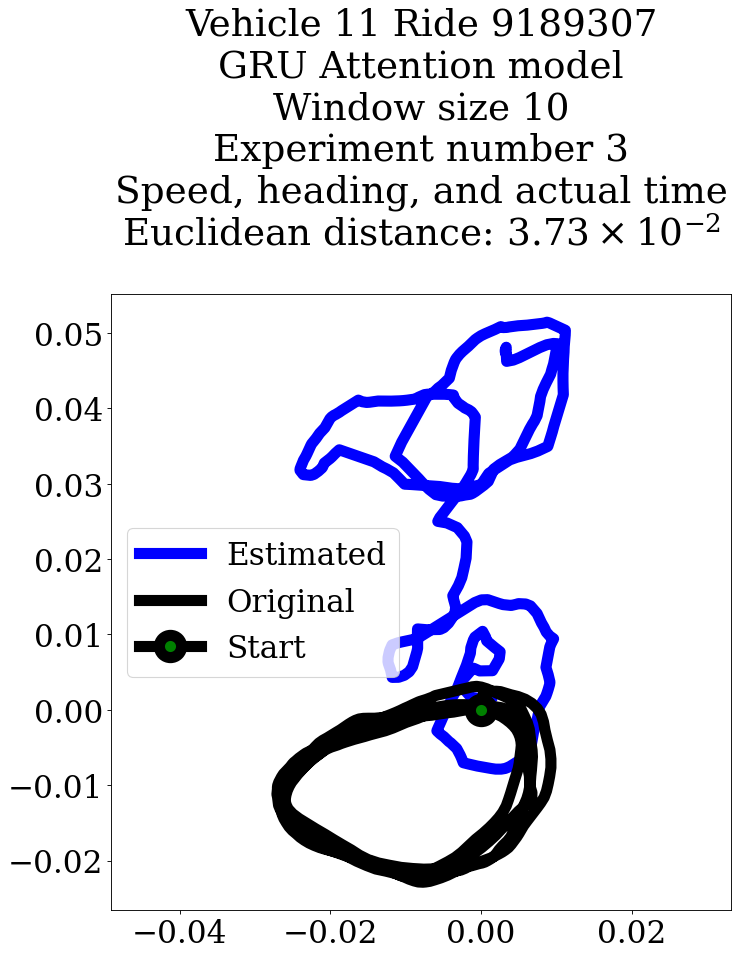 Vehicle 11 Ride 9189307
GRU Attention model
Window size 10
Experiment number 3
Speed, heading, and actual time
Euclidean distance: 3.73 × 10⁻²
0.05
0.04
0.03
0.02
0.01
0.00
−0.01
−0.02
Estimated
Original
Start
−0.04
−0.02
0.00
0.02